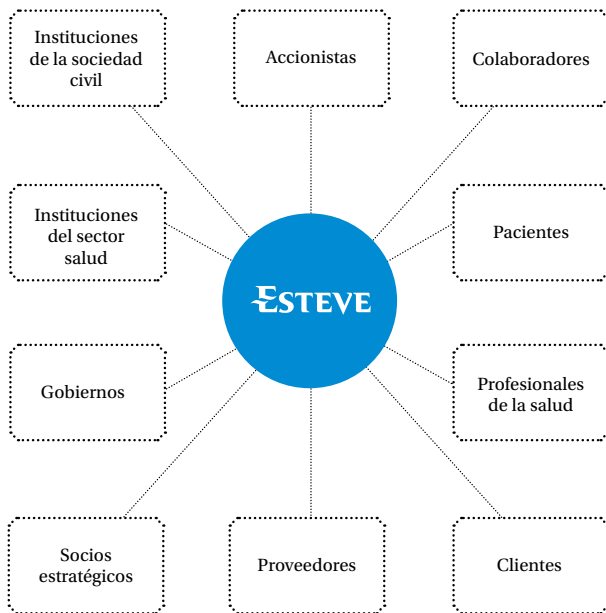 Instituciones
de la sociedad
civil
Accionistas
Colaboradores
Instituciones
del sector
salud
Pacientes
ESTEVE
Gobiernos
Profesionales
de la salud
Socios
estratégicos
Proveedores
Clientes